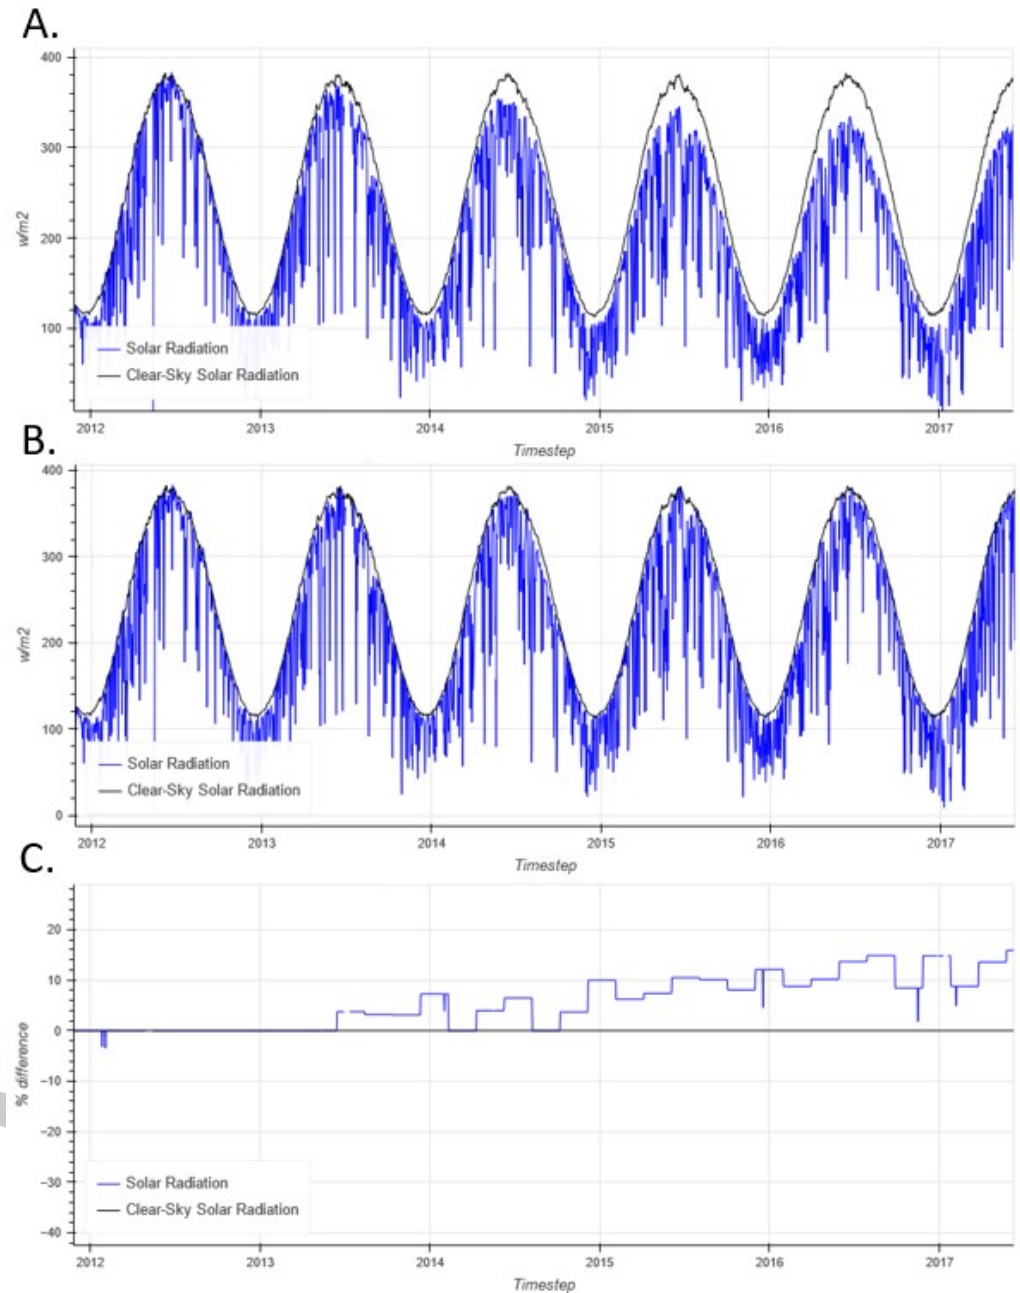 A.
400
300
200
100
w/m2
Solar Radiation
Clear-Sky Solar Radiation
2012 2013 2014 2015 2016 2017
Timestep
B.
400
300
200
100
0
w/m2
Solar Radiation
Clear-Sky Solar Radiation
2012 2013 2014 2015 2016 2017
Timestep
C.
20
10
0
−10
−20
−30
−40
% difference
Solar Radiation
Clear-Sky Solar Radiation
2012 2013 2014 2015 2016 2017
Timestep